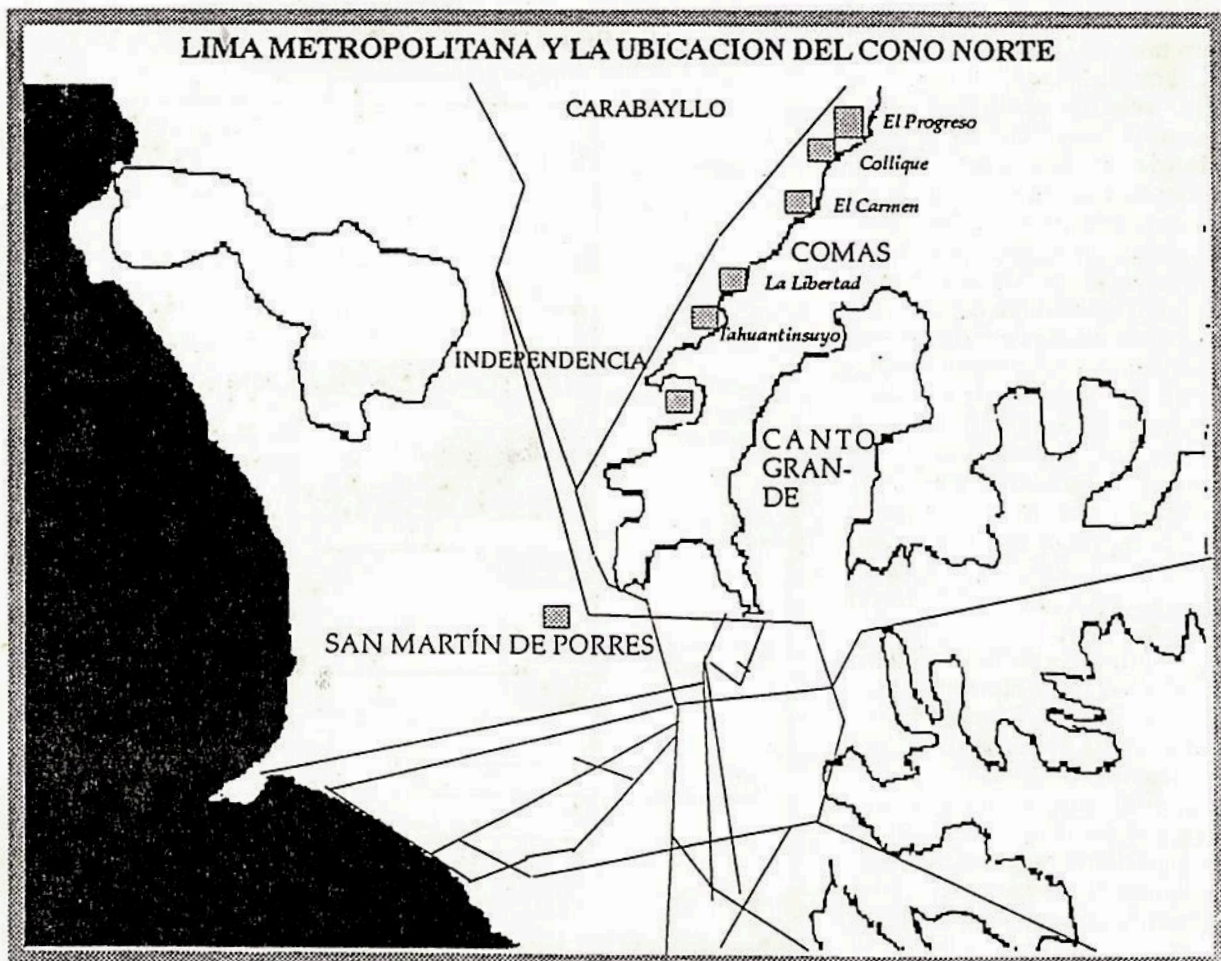 LIMA METROPOLITANA Y LA UBICACION DEL CONO NORTE
CARABAYLLO
El Progreso
Collique
El Carmen
COMAS
La Libertad
Tahuantinsuyo
INDEPENDENCIA
CANTO
GRAN-
DE
SAN MARTÍN DE PORRES